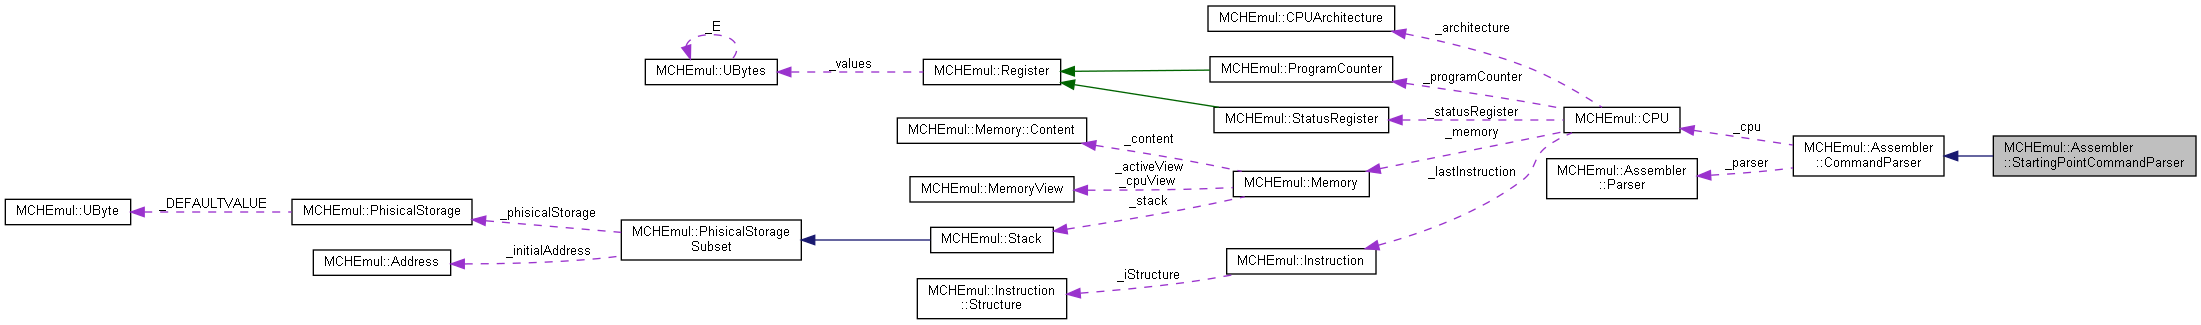 MCHEmul::CPUArchitecture
_E
_architecture
MCHEmul::UBytes
_values
MCHEmul::Register
MCHEmul::ProgramCounter
_programCounter
MCHEmul::StatusRegister
_statusRegister
MCHEmul::CPU
MCHEmul::Memory::Content
_content
_memory
_cpu
MCHEmul::Assembler
::CommandParser
MCHEmul::Assembler
::StartingPointCommandParser
_activeView
_cpuView
MCHEmul::MemoryView
MCHEmul::Memory
_lastInstruction
MCHEmul::Assembler
::Parser
_parser
_stack
MCHEmul::UByte
_DEFAULTVALUE
MCHEmul::PhisicalStorage
_phisicalStorage
MCHEmul::PhisicalStorage
Subset
MCHEmul::Stack
MCHEmul::Address
_initialAddress
MCHEmul::Instruction
_iStructure
MCHEmul::Instruction
::Structure